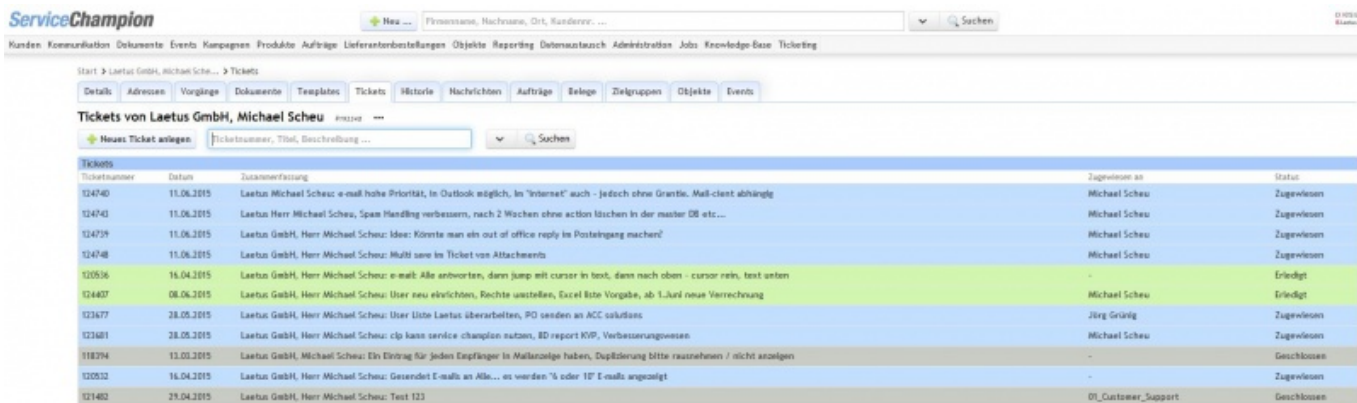 ServiceChampion
Neu ... Firmenname, Nachname, Ort, Kundennr. ... Suchen
Kunden Kommunikation Dokumente Events Kampagnen Produkte Aufträge Lieferantenbestellungen Objekte Reporting Datenaustausch Administration Jobs Knowledge-Base Ticketing
Start > Laetus GmbH, Michael Sche... > Tickets
Details Adressen Vorgänge Dokumente Templates Tickets Historie Nachrichten Aufträge Belege Zielgruppen Objekte Events
Tickets von Laetus GmbH, Michael Scheu ...
Neues Ticket anlegen Ticketnummer, Titel, Beschreibung ... Suchen
Tickets
Ticketnummer Datum Zusammenfassung Zugewiesen an Status
124740 11.06.2015 Laetus Michael Scheu: e-mail hohe Priorität, in Outlook möglich, im "internet" auch - jedoch ohne Grantie. Mail-cient abhängig Michael Scheu Zugewiesen
124743 11.06.2015 Laetus Herr Michael Scheu, Spam Handling verbessern, nach 2 Wochen ohne action löschen in der master DB etc... Michael Scheu Zugewiesen
124739 11.06.2015 Laetus GmbH, Herr Michael Scheu: Idee: Könnte man ein out of office reply im Posteingang machen? Michael Scheu Zugewiesen
124748 11.06.2015 Laetus GmbH, Herr Michael Scheu: Multi save im Ticket von Attachments Michael Scheu Zugewiesen
120536 16.04.2015 Laetus GmbH, Herr Michael Scheu: e-mail: Alle antworten, dann jump mit cursor in text, dann nach oben - cursor rein, text unten - Erledigt
124407 08.06.2015 Laetus GmbH, Herr Michael Scheu: User neu einrichten, Rechte umstellen, Excel liste Vorgabe, ab 1.Juni neue Verrechnung Michael Scheu Erledigt
123677 28.05.2015 Laetus GmbH, Herr Michael Scheu: User Liste Laetus überarbeiten, PO senden an ACC solutions Jörg Grünig Zugewiesen
123681 28.05.2015 Laetus GmbH, Herr Michael Scheu: cip kann service champion nutzen, BD report KVP, Verbesserungswesen Michael Scheu Zugewiesen
118394 13.03.2015 Laetus GmbH, Michael Scheu: Ein Eintrag für jeden Empfänger in Mailanzeige haben, Duplizierung bitte rausnehmen / nicht anzeigen - Geschlossen
120532 16.04.2015 Laetus GmbH, Herr Michael Scheu: Gesendet E-mails an Alle... es werden "6 oder 10" E-mails angezeigt - Zugewiesen
121482 29.04.2015 Laetus GmbH, Herr Michael Scheu: Test 123 01_Customer_Support Geschlossen